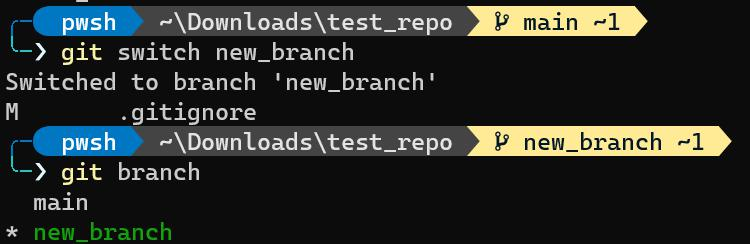 pwsh ~\Downloads\test_repo main ~1
❯ git switch new_branch
Switched to branch 'new_branch'
M       .gitignore
pwsh ~\Downloads\test_repo new_branch ~1
❯ git branch
  main
* new_branch